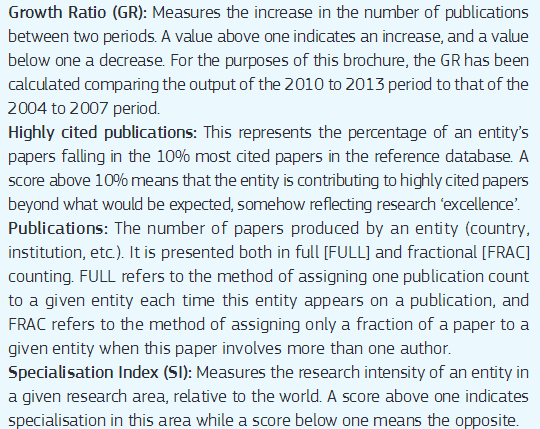 Growth Ratio (GR): Measures the increase in the number of publications
between two periods. A value above one indicates an increase, and a value
below one a decrease. For the purposes of this brochure, the GR has been
calculated comparing the output of the 2010 to 2013 period to that of the
2004 to 2007 period.
Highly cited publications: This represents the percentage of an entity's
papers falling in the 10% most cited papers in the reference database. A
score above 10% means that the entity is contributing to highly cited papers
beyond what would be expected, somehow reflecting research ‘excellence’.
Publications: The number of papers produced by an entity (country,
institution, etc.). It is presented both in full [FULL] and fractional [FRAC]
counting. FULL refers to the method of assigning one publication count
to a given entity each time this entity appears on a publication, and
FRAC refers to the method of assigning only a fraction of a paper to a
given entity when this paper involves more than one author.
Specialisation Index (SI): Measures the research intensity of an entity in
a given research area, relative to the world. A score above one indicates
specialisation in this area while a score below one means the opposite.